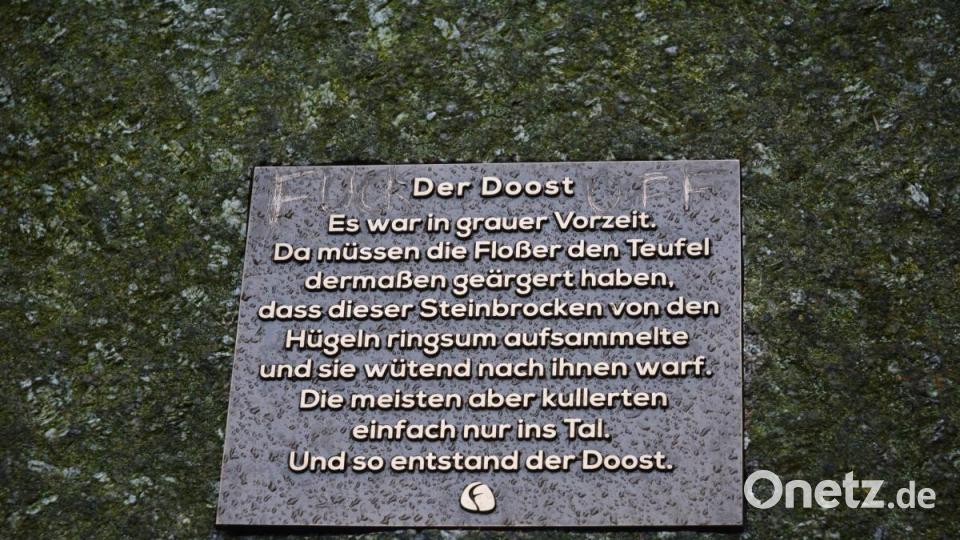 FUCK Der Doost OFF
Es war in grauer Vorzeit.
Da müssen die Floßer den Teufel
dermaßen geärgert haben,
dass dieser Steinbrocken von den
Hügeln ringsum aufsammelte
und sie wütend nach ihnen warf.
Die meisten aber kullerten
einfach nur ins Tal.
Und so entstand der Doost.
Onetz.de